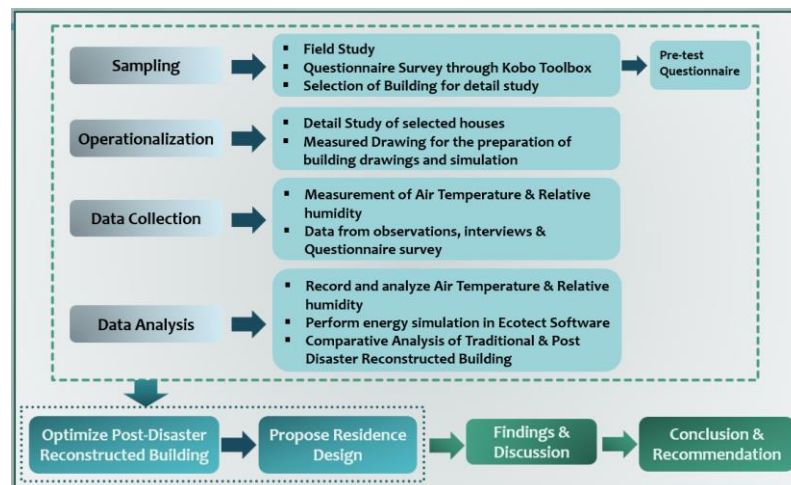 Sampling
▪ Field Study
▪ Questionnaire Survey through Kobo Toolbox
▪ Selection of Building for detail study
Pre-test
Questionnaire
Operationalization
▪ Detail Study of selected houses
▪ Measured Drawing for the preparation of
building drawings and simulation
Data Collection
▪ Measurement of Air Temperature & Relative
humidity
▪ Data from observations, interviews &
Questionnaire survey
Data Analysis
▪ Record and analyze Air Temperature & Relative
humidity
▪ Perform energy simulation in Ecotect Software
▪ Comparative Analysis of Traditional & Post
Disaster Reconstructed Building
Optimize Post-Disaster
Reconstructed Building
Propose Residence
Design
Findings &
Discussion
Conclusion &
Recommendation